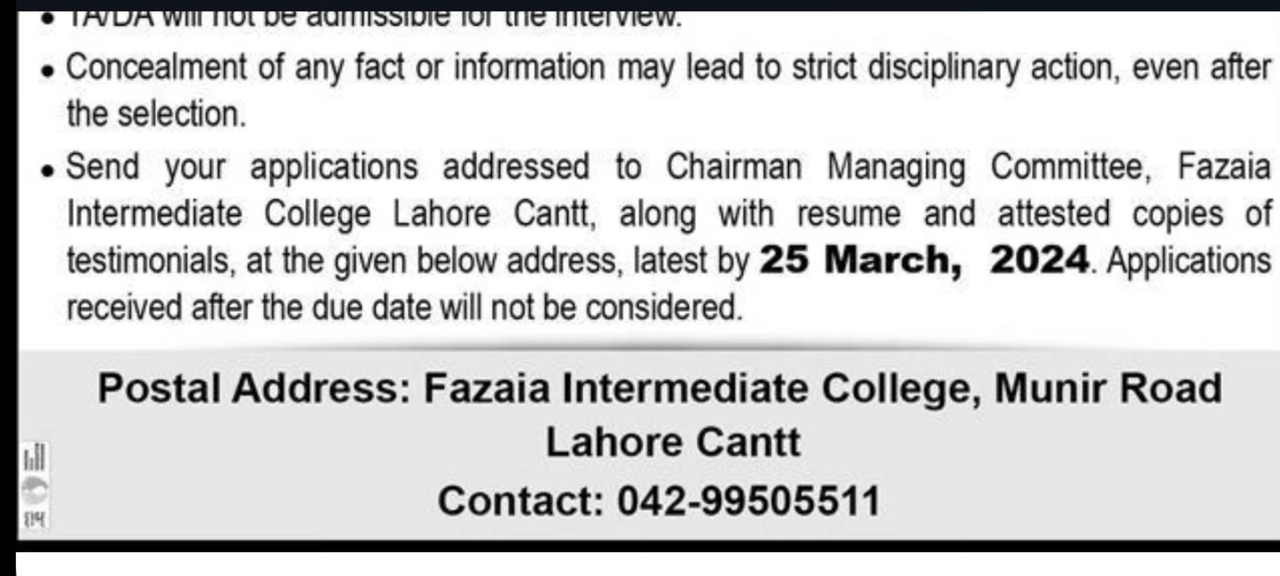 • TA/DA will not be admissible for the interview.
• Concealment of any fact or information may lead to strict disciplinary action, even after
the selection.
• Send your applications addressed to Chairman Managing Committee, Fazaia
Intermediate College Lahore Cantt, along with resume and attested copies of
testimonials, at the given below address, latest by 25 March, 2024. Applications
received after the due date will not be considered.
Postal Address: Fazaia Intermediate College, Munir Road
Lahore Cantt
Contact: 042-99505511